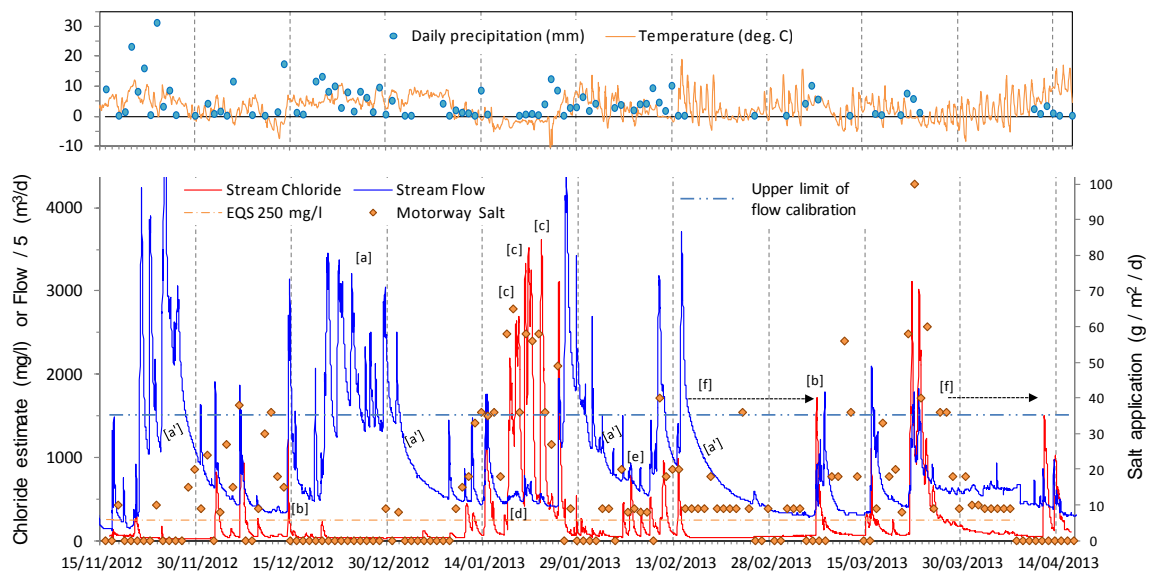 30
20
10
0
-10
Daily precipitation (mm)
Temperature (deg. C)
Stream Chloride
Stream Flow
EQS 250 mg/l
Motorway Salt
Upper limit of
flow calibration
Chloride estimate (mg/l) or Flow / 5 (m³/d)
4000
3000
2000
1000
0
Salt application (g / m² / d)
100
90
80
70
60
50
40
30
20
10
0
[a]
[a']
[b]
[c]
[c]
[c]
[d]
[a']
[a']
[e]
[a']
[f]
[b]
[f]
15/11/2012
30/11/2012
15/12/2012
30/12/2012
14/01/2013
29/01/2013
13/02/2013
28/02/2013
15/03/2013
30/03/2013
14/04/2013